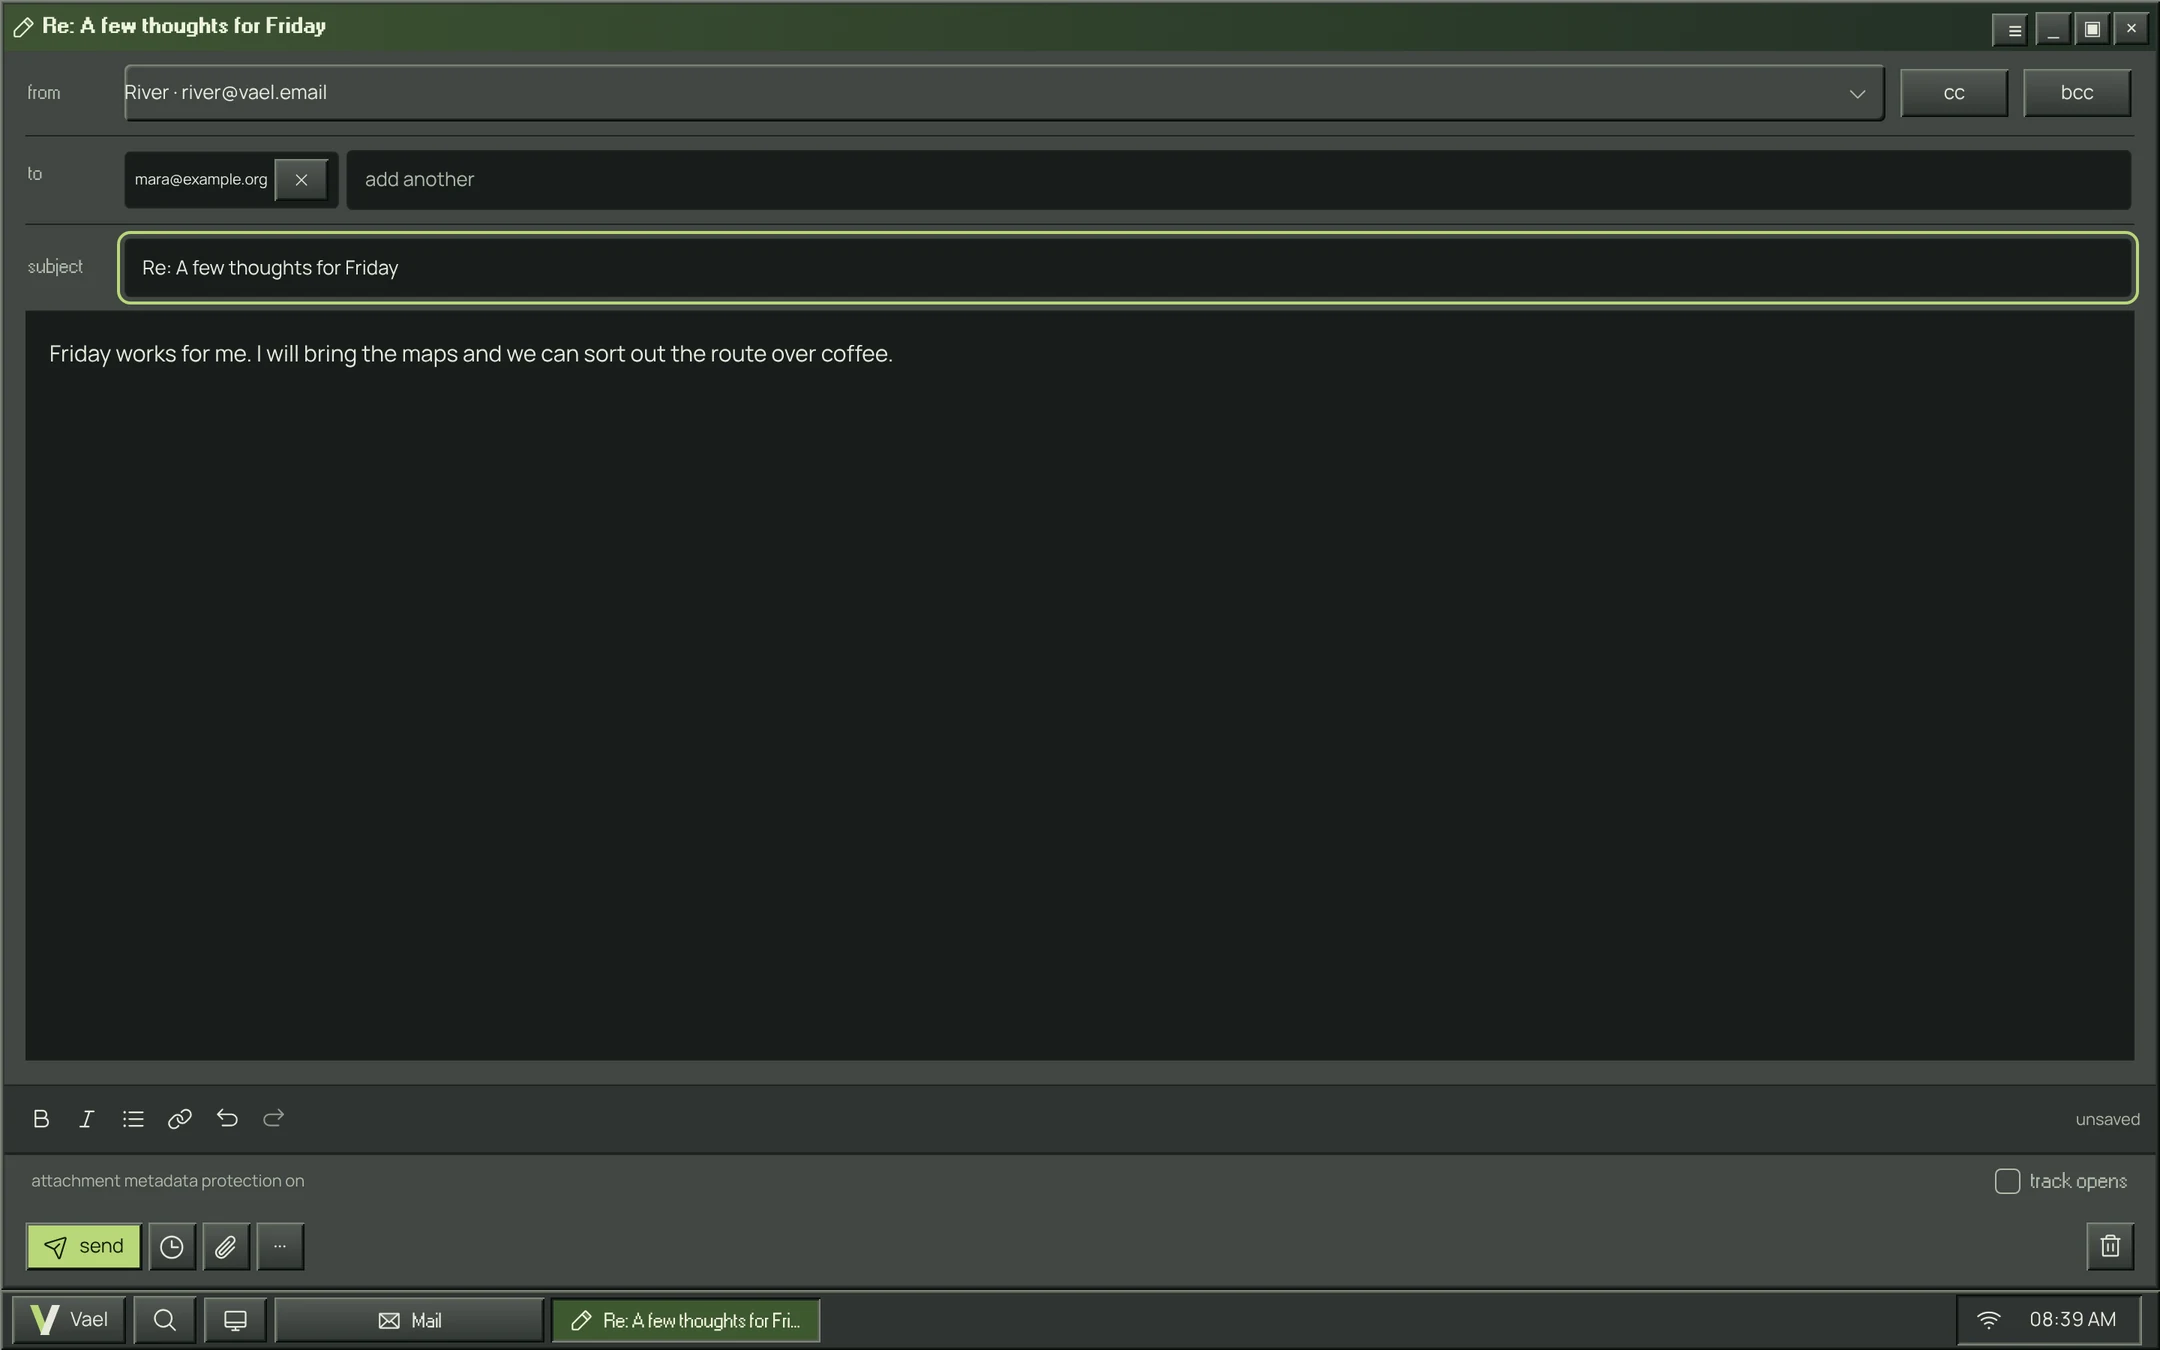 Re: A few thoughts for Friday
from
River · river@vael.email
cc
bcc
to
mara@example.org
add another
subject
Re: A few thoughts for Friday
Friday works for me. I will bring the maps and we can sort out the route over coffee.
unsaved
attachment metadata protection on
track opens
send
Vael
Mail
Re: A few thoughts for Fri...
08:39 AM